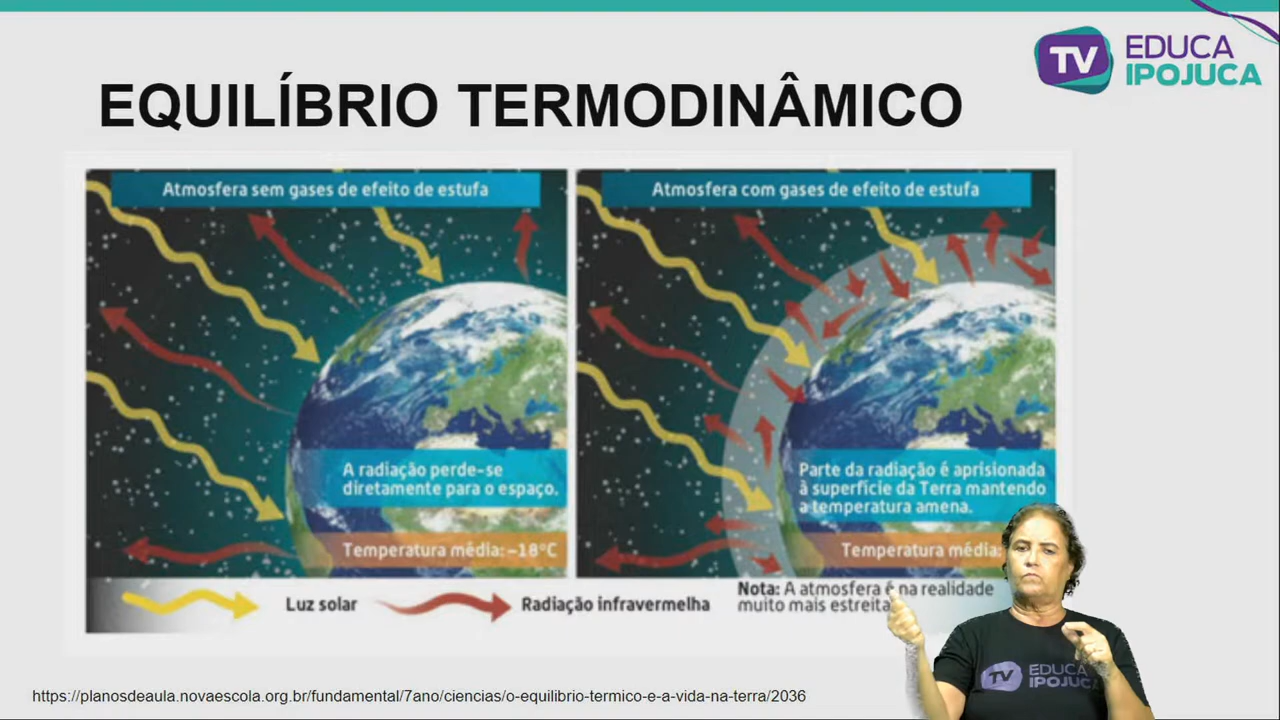 TV EDUCA
IPOJUCA
EQUILÍBRIO TERMODINÂMICO
Atmosfera sem gases de efeito de estufa
Atmosfera com gases de efeito de estufa
A radiação perde-se
diretamente para o espaço.
Temperatura média: -18°C
Parte da radiação é aprisionada
à superfície da Terra mantendo
a temperatura amena.
Temperatura média:
Luz solar
Radiação infravermelha
Nota: A atmosfera é na realidade
muito mais estreita
https://planosdeaula.novaescola.org.br/fundamental/7ano/ciencias/o-equilibrio-termico-e-a-vida-na-terra/2036
TV EDUCA
IPOJUCA